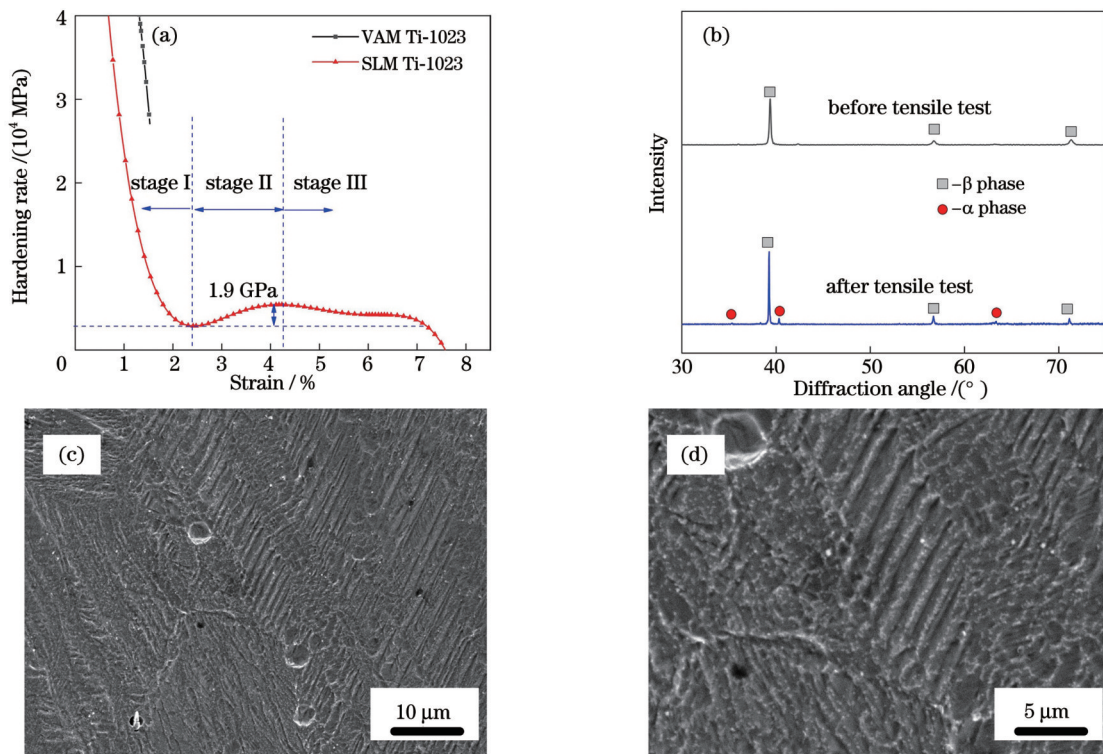 (a)
VAM Ti-1023
SLM Ti-1023
stage I
stage II
stage III
1.9 GPa
4
3
2
1
0
1
2
3
4
5
6
7
8
Strain / %
Hardening rate /(10⁴ MPa)
(b)
before tensile test
–β phase
–α phase
after tensile test
30
40
50
60
70
Diffraction angle /(°)
Intensity
(c)
10 μm
(d)
5 μm